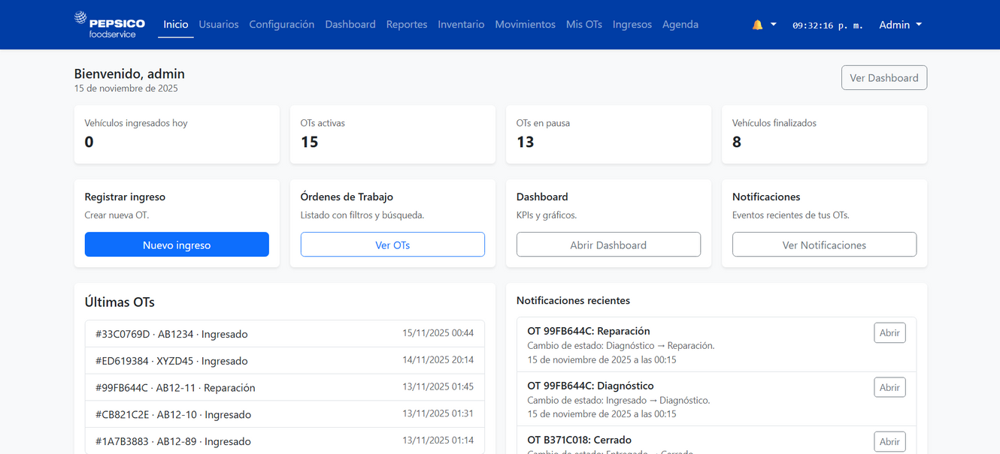 PEPSICO
foodservice
Inicio Usuarios Configuración Dashboard Reportes Inventario Movimientos Mis OTs Ingresos Agenda 09:32:16 p. m. Admin
Bienvenido, admin
15 de noviembre de 2025
Ver Dashboard
Vehículos ingresados hoy
0
OTs activas
15
OTs en pausa
13
Vehículos finalizados
8
Registrar ingreso
Crear nueva OT.
Nuevo ingreso
Órdenes de Trabajo
Listado con filtros y búsqueda.
Ver OTs
Dashboard
KPIs y gráficos.
Abrir Dashboard
Notificaciones
Eventos recientes de tus OTs.
Ver Notificaciones
Últimas OTs
#33C0769D · AB1234 · Ingresado 15/11/2025 00:44
#ED619384 · XYZD45 · Ingresado 14/11/2025 20:14
#99FB644C · AB12-11 · Reparación 13/11/2025 01:45
#CB821C2E · AB12-10 · Ingresado 13/11/2025 01:31
#1A7B3883 · AB12-89 · Ingresado 13/11/2025 01:14
Notificaciones recientes
OT 99FB644C: Reparación Abrir
Cambio de estado: Diagnóstico → Reparación.
15 de noviembre de 2025 a las 00:15
OT 99FB644C: Diagnóstico Abrir
Cambio de estado: Ingresado → Diagnóstico.
15 de noviembre de 2025 a las 00:15
OT B371C018: Cerrado Abrir
Cambio de estado: Entregado → Cerrado.